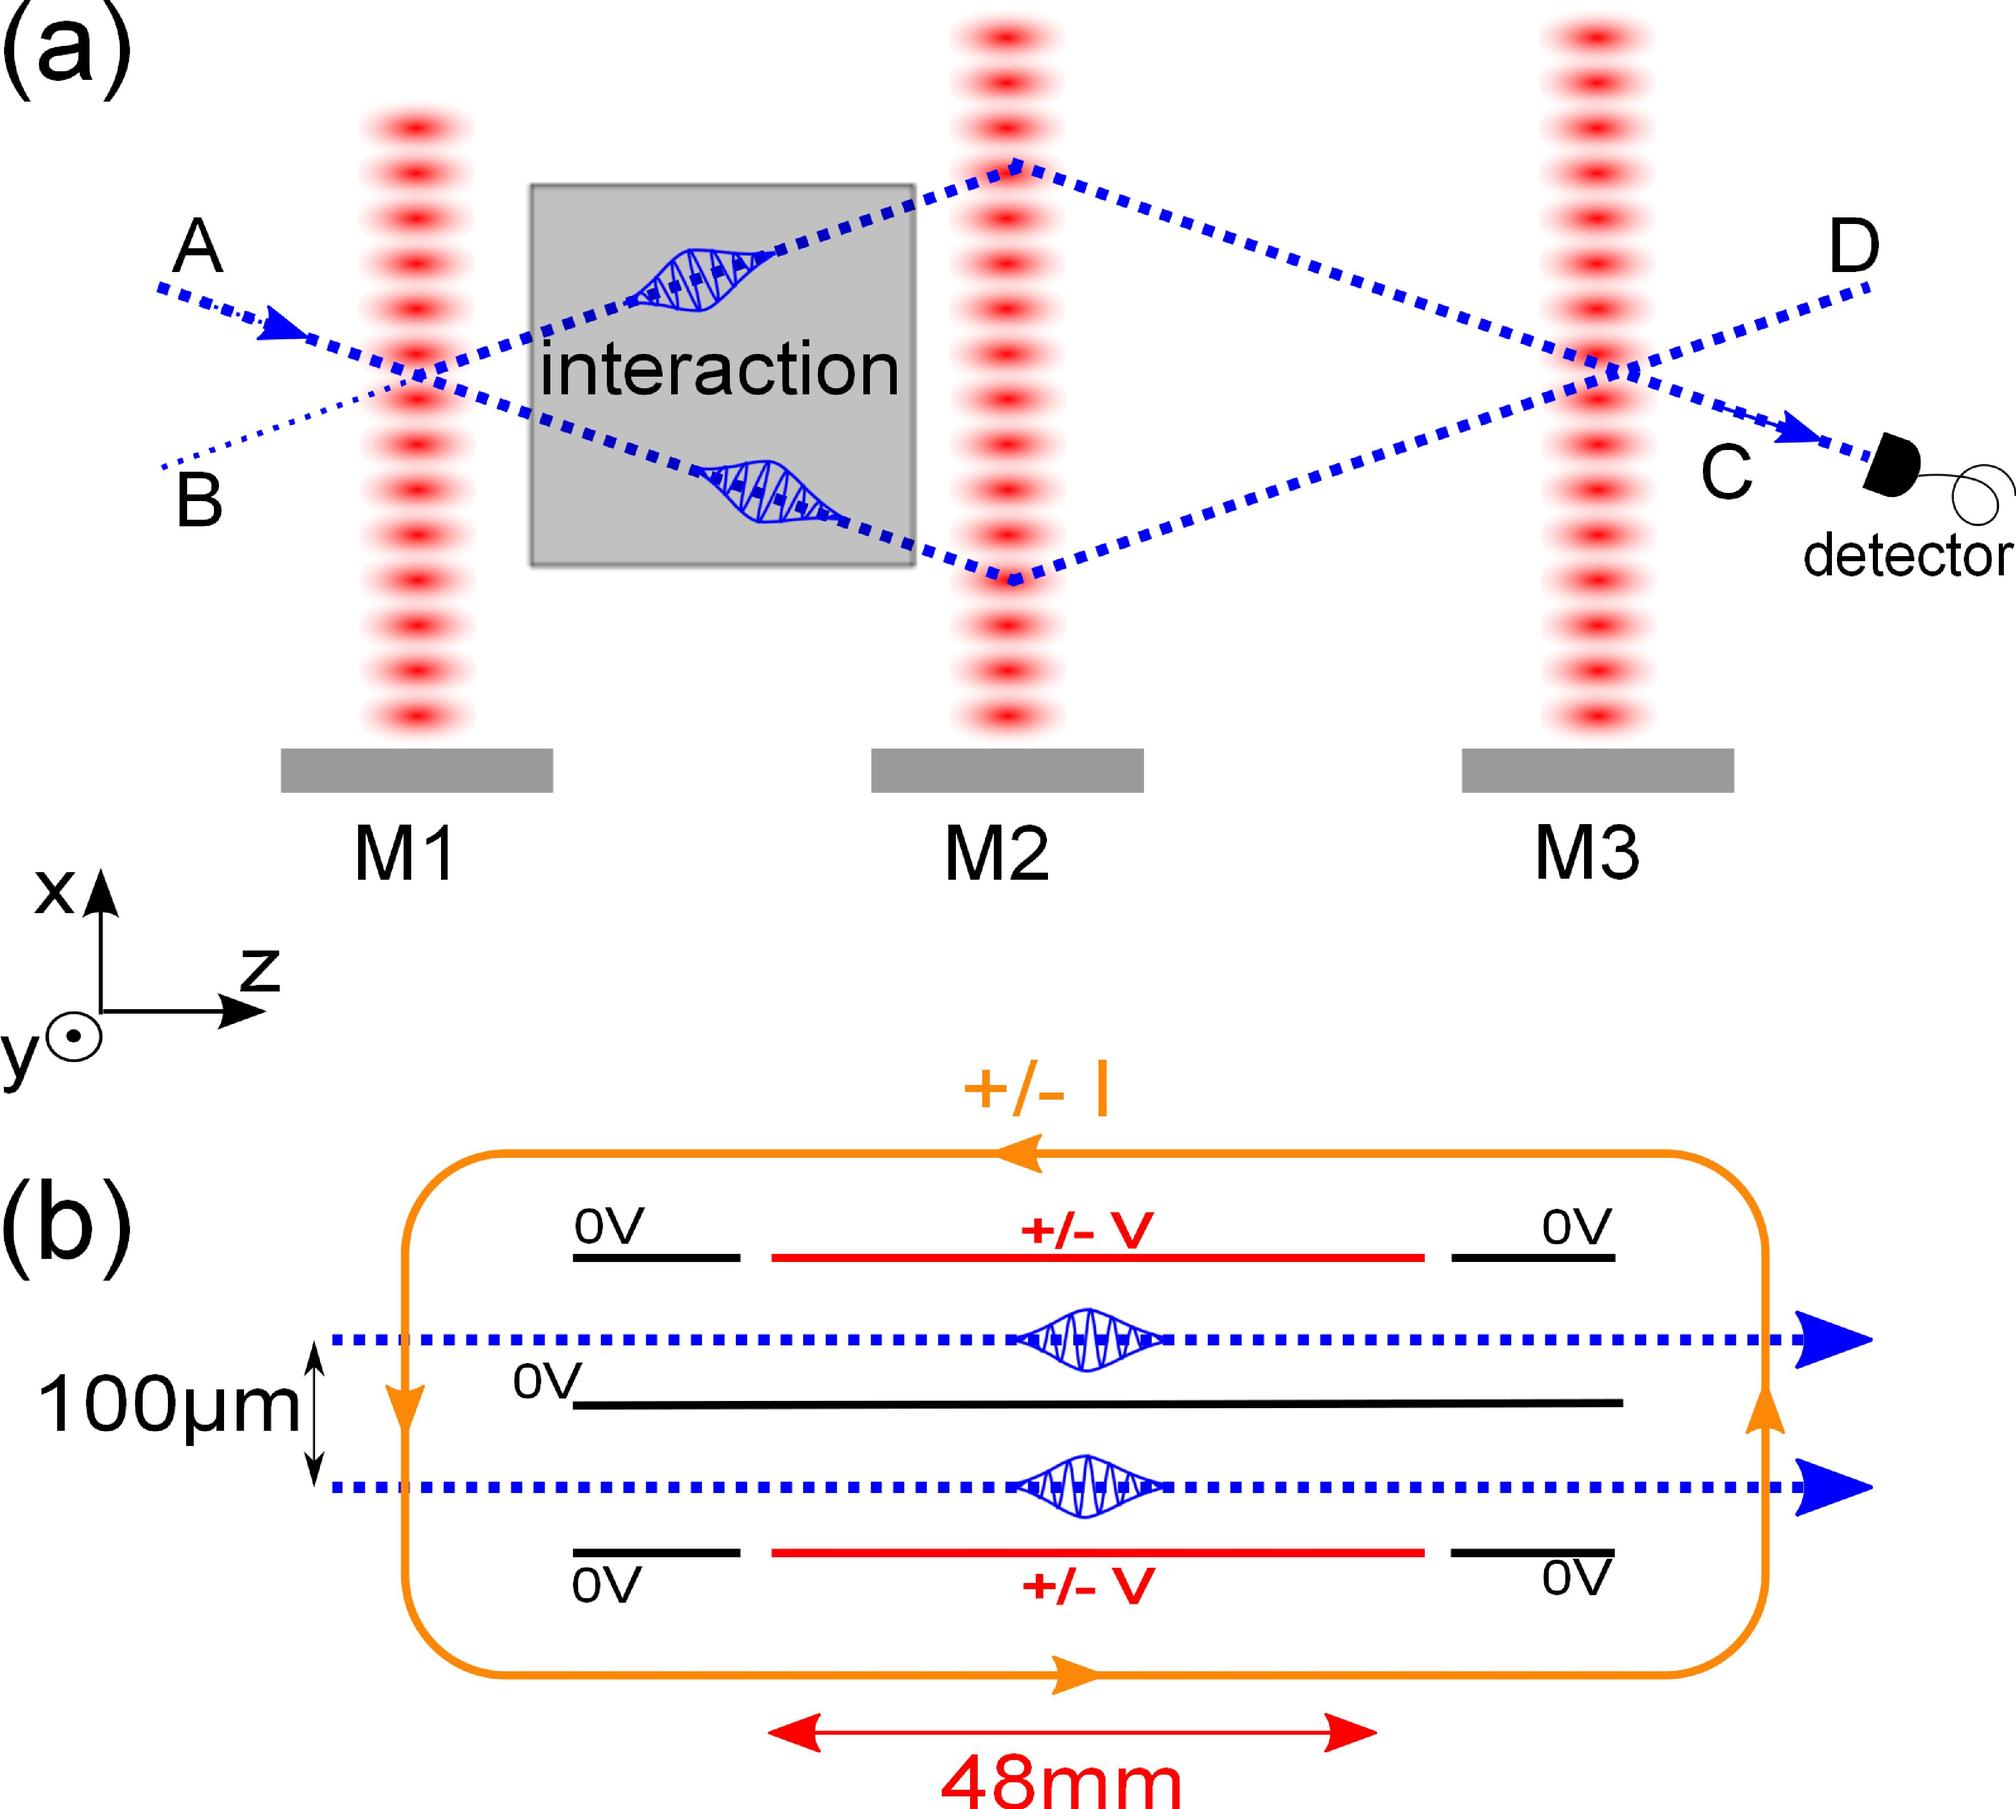 (a)
A
B
interaction
D
C
detector
M1
M2
M3
x
z
y
+/- I
(b)
0V
+/- V
0V
100µm
0V
0V
+/- V
0V
48mm